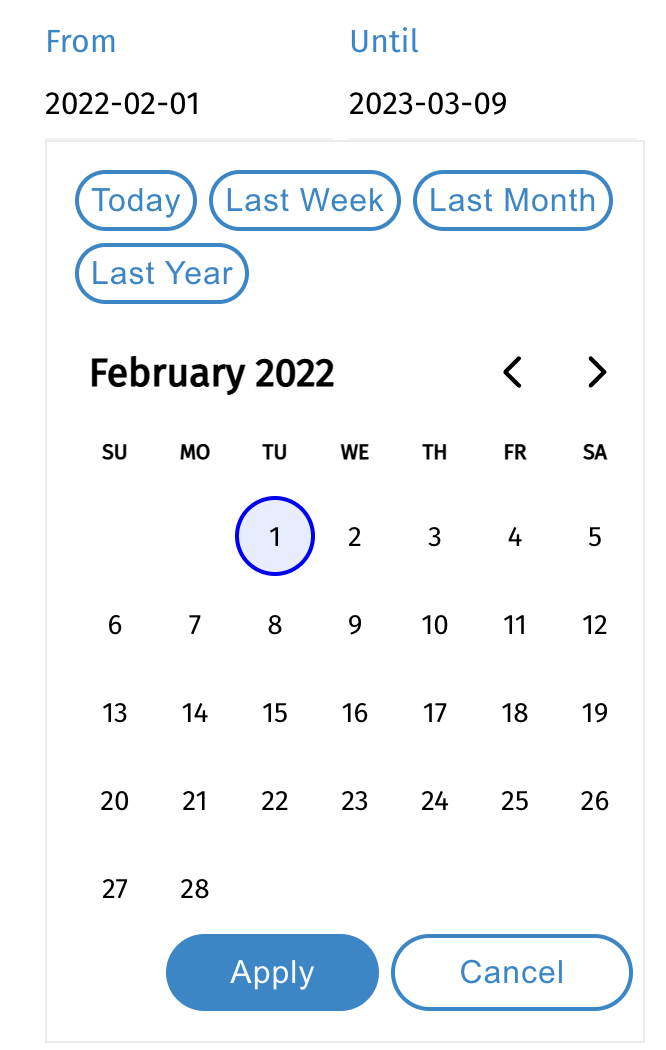 From Until
2022-02-01 2023-03-09
Today Last Week Last Month
Last Year
February 2022
SU MO TU WE TH FR SA
1 2 3 4 5
6 7 8 9 10 11 12
13 14 15 16 17 18 19
20 21 22 23 24 25 26
27 28
Apply Cancel